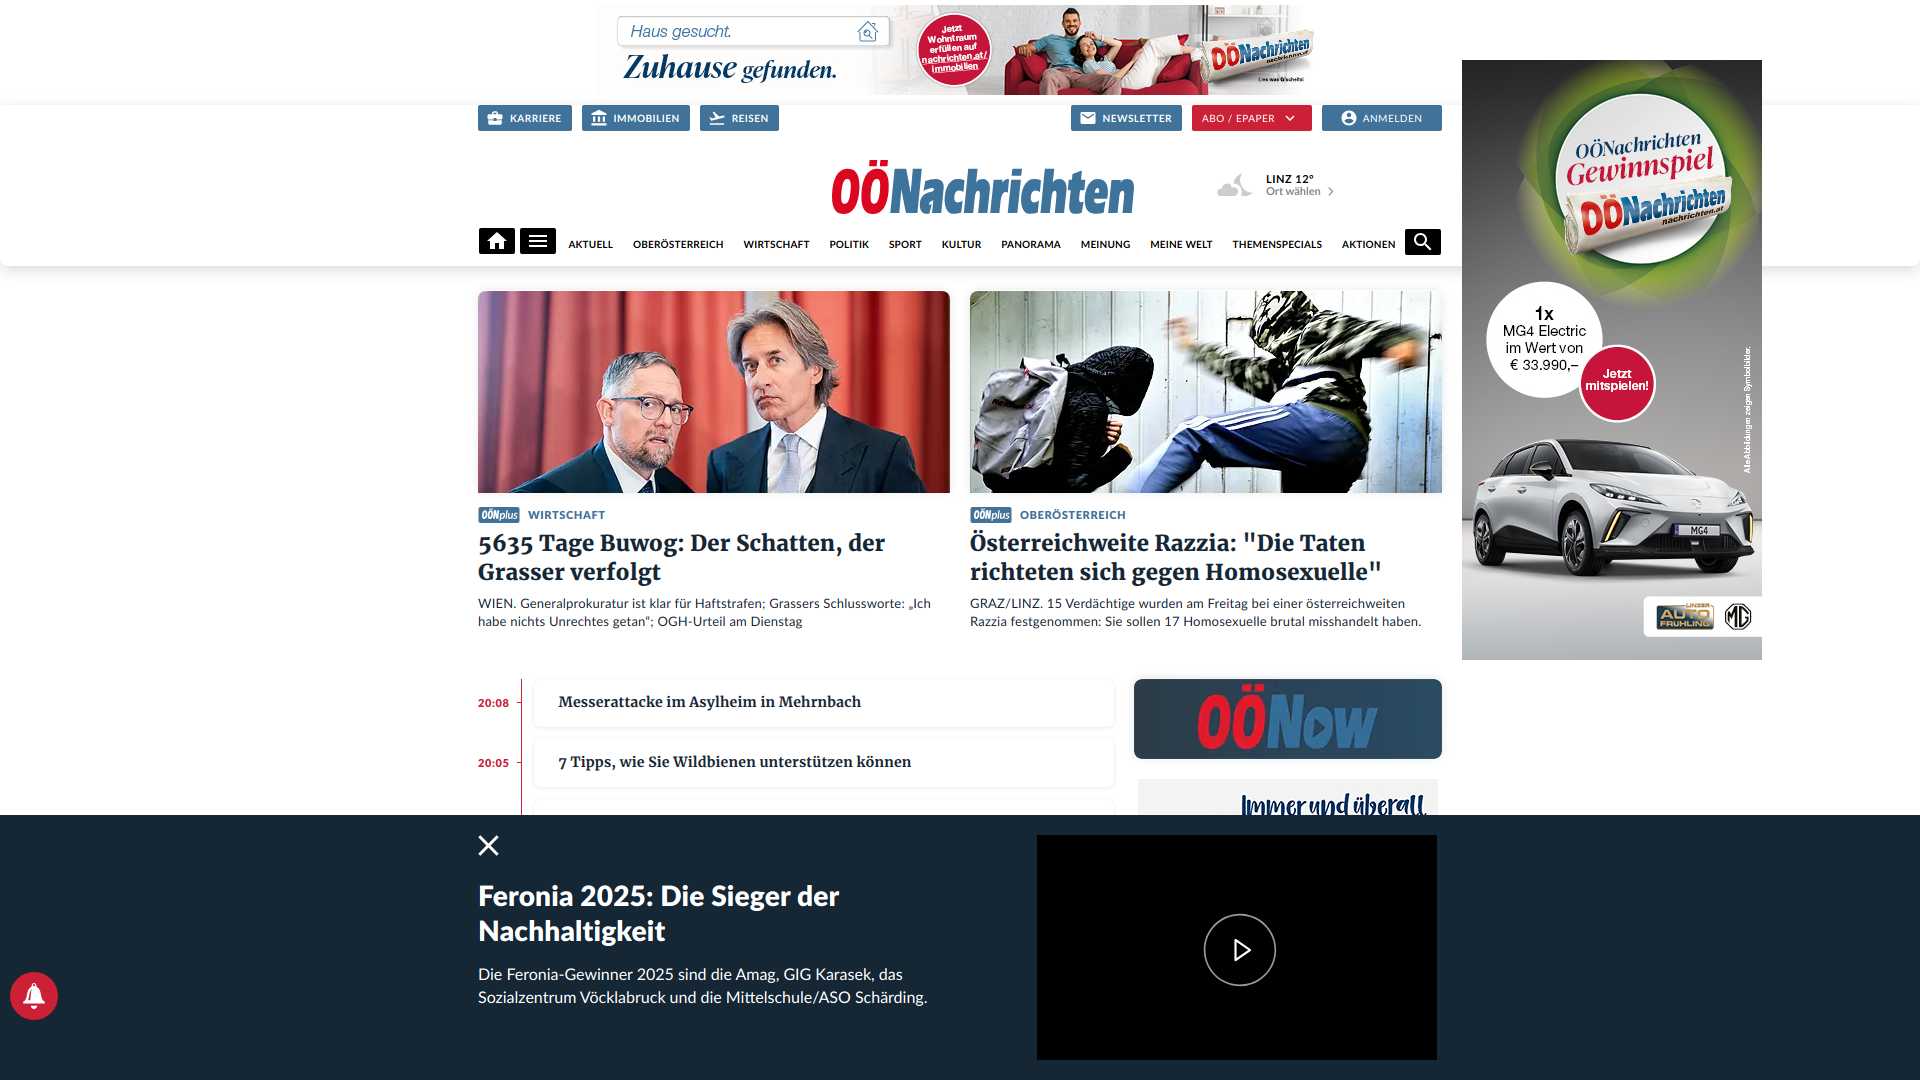 Haus gesucht.
Zuhause gefunden.
Jetzt
Wohntraum
erfüllen auf
nachrichten.at/
immobilien
OÖNachrichten
nachrichten.at
Lies was G'scheits!
KARRIERE
IMMOBILIEN
REISEN
NEWSLETTER
ABO / EPAPER
ANMELDEN
OÖNachrichten
LINZ 12°
Ort wählen
AKTUELL OBERÖSTERREICH WIRTSCHAFT POLITIK SPORT KULTUR PANORAMA MEINUNG MEINE WELT THEMENSPECIALS AKTIONEN
OÖNplus WIRTSCHAFT
5635 Tage Buwog: Der Schatten, der
Grasser verfolgt
WIEN. Generalprokuratur ist klar für Haftstrafen; Grassers Schlussworte: „Ich
habe nichts Unrechtes getan“; OGH-Urteil am Dienstag
OÖNplus OBERÖSTERREICH
Österreichweite Razzia: "Die Taten
richteten sich gegen Homosexuelle"
GRAZ/LINZ. 15 Verdächtige wurden am Freitag bei einer österreichweiten
Razzia festgenommen: Sie sollen 17 Homosexuelle brutal misshandelt haben.
OÖNachrichten
Gewinnspiel
OÖNachrichten
nachrichten.at
1x
MG4 Electric
im Wert von
€ 33.990,–
Jetzt
mitspielen!
Alle Abbildungen zeigen Symbolbilder.
MG4
LINZER
AUTO
FRÜHLING
MG
20:08
Messerattacke im Asylheim in Mehrnbach
20:05
7 Tipps, wie Sie Wildbienen unterstützen können
OÖNow
Immer und überall
Feronia 2025: Die Sieger der
Nachhaltigkeit
Die Feronia-Gewinner 2025 sind die Amag, GIG Karasek, das
Sozialzentrum Vöcklabruck und die Mittelschule/ASO Schärding.